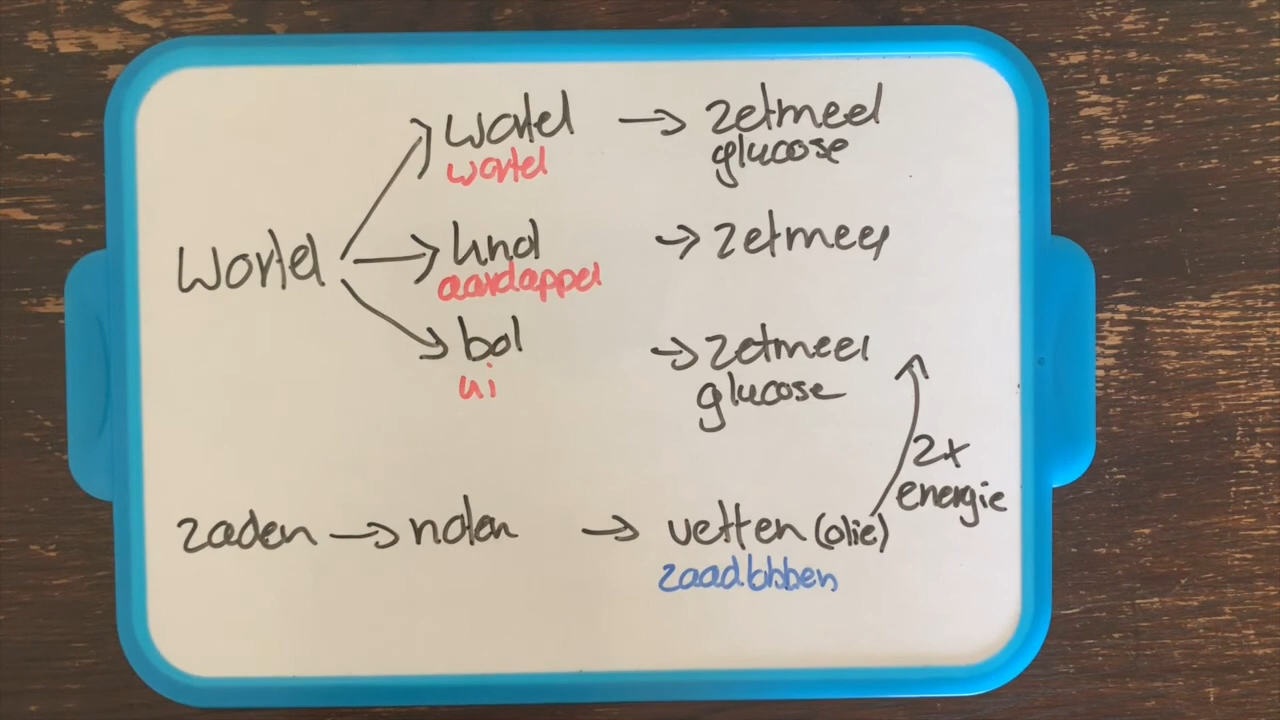 wortel → zetmeel
wortel glucose
Wortel → knol → zetmeel
aardappel
bol → zetmeel
ui glucose
2x
energie
zaden → noten → vetten (olie)
zaadlobben